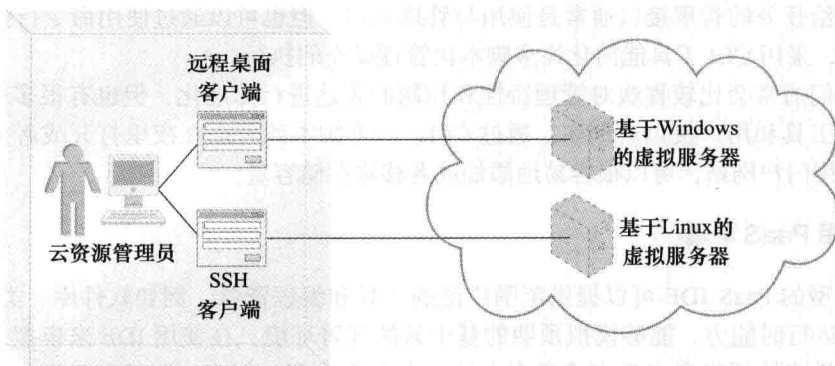 远程桌面
客户端
基于Windows
的虚拟服务器
云资源管理员
基于Linux的
虚拟服务器
SSH
客户端